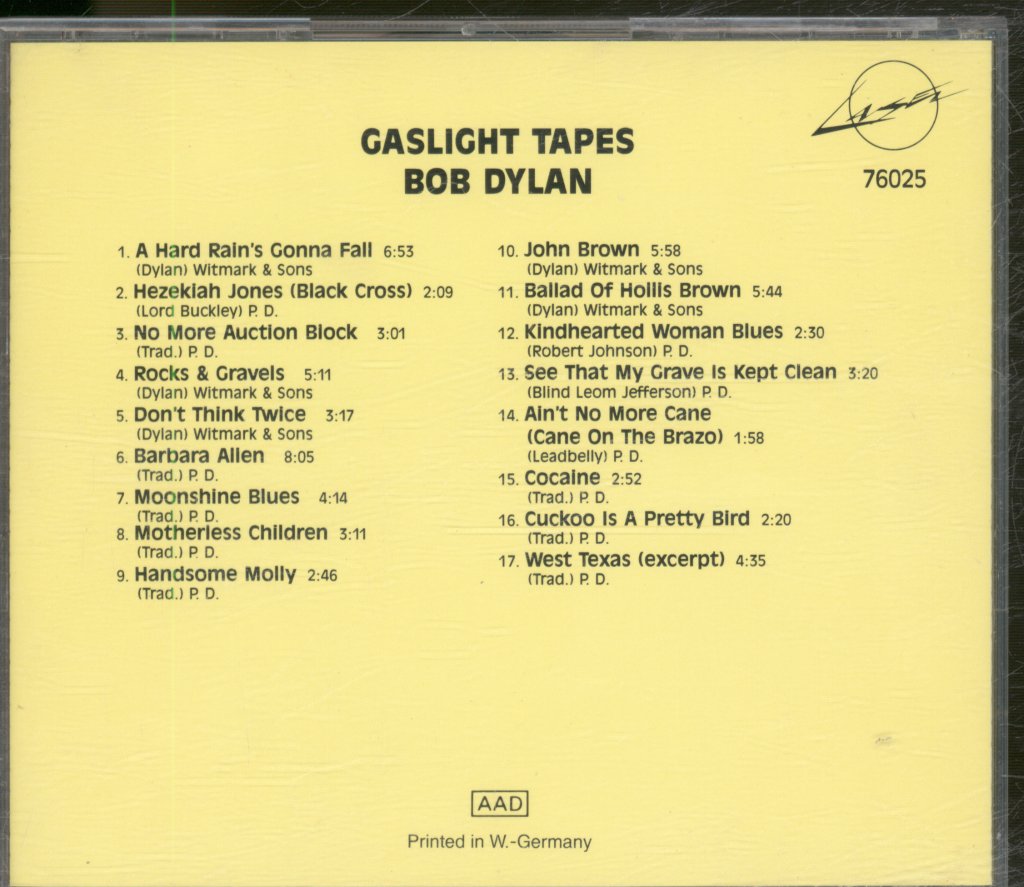 Laser
GASLIGHT TAPES
BOB DYLAN
76025
1. A Hard Rain's Gonna Fall 6:53
(Dylan) Witmark & Sons
2. Hezekiah Jones (Black Cross) 2:09
(Lord Buckley) P. D.
3. No More Auction Block 3:01
(Trad.) P. D.
4. Rocks & Gravels 5:11
(Dylan) Witmark & Sons
5. Don't Think Twice 3:17
(Dylan) Witmark & Sons
6. Barbara Allen 8:05
(Trad.) P. D.
7. Moonshine Blues 4:14
(Trad.) P. D.
8. Motherless Children 3:11
(Trad.) P. D.
9. Handsome Molly 2:46
(Trad.) P. D.
10. John Brown 5:58
(Dylan) Witmark & Sons
11. Ballad Of Hollis Brown 5:44
(Dylan) Witmark & Sons
12. Kindhearted Woman Blues 2:30
(Robert Johnson) P. D.
13. See That My Grave Is Kept Clean 3:20
(Blind Leom Jefferson) P. D.
14. Ain't No More Cane
(Cane On The Brazo) 1:58
(Leadbelly) P. D.
15. Cocaine 2:52
(Trad.) P. D.
16. Cuckoo Is A Pretty Bird 2:20
(Trad.) P. D.
17. West Texas (excerpt) 4:35
(Trad.) P. D.
AAD
Printed in W.-Germany